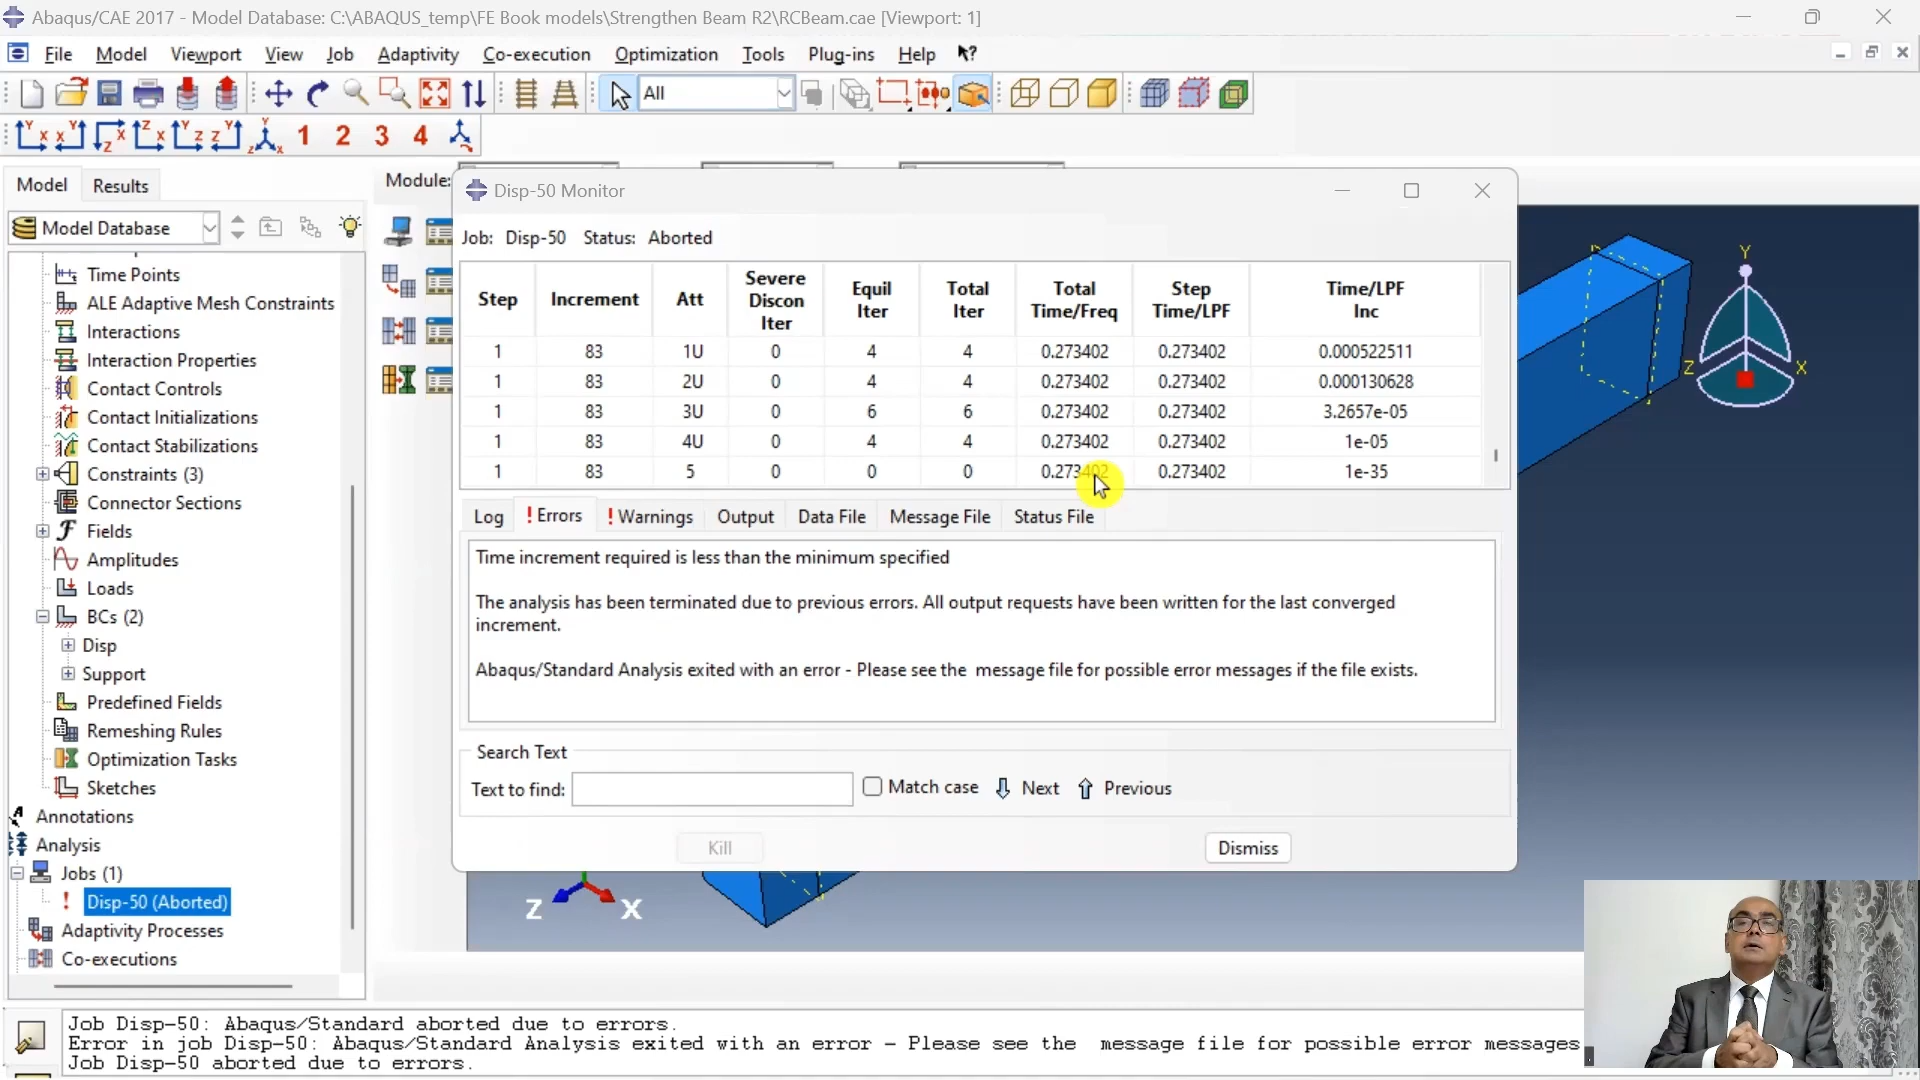 Abaqus/CAE 2017 - Model Database: C:\ABAQUS_temp\FE Book models\Strengthen Beam R2\RCBeam.cae [Viewport: 1]
File Model Viewport View Job Adaptivity Co-execution Optimization Tools Plug-ins Help
All
1 2 3 4
Model Results
Module:
Model Database
Time Points
ALE Adaptive Mesh Constraints
Interactions
Interaction Properties
Contact Controls
Contact Initializations
Contact Stabilizations
Constraints (3)
Connector Sections
Fields
Amplitudes
Loads
BCs (2)
Disp
Support
Predefined Fields
Remeshing Rules
Optimization Tasks
Sketches
Annotations
Analysis
Jobs (1)
Disp-50 (Aborted)
Adaptivity Processes
Co-executions
Disp-50 Monitor
Job: Disp-50 Status: Aborted
Step Increment Att Severe Discon Iter Equil Iter Total Iter Total Time/Freq Step Time/LPF Time/LPF Inc
1 83 1U 0 4 4 0.273402 0.273402 0.000522511
1 83 2U 0 4 4 0.273402 0.273402 0.000130628
1 83 3U 0 6 6 0.273402 0.273402 3.2657e-05
1 83 4U 0 4 4 0.273402 0.273402 1e-05
1 83 5 0 0 0 0.273402 0.273402 1e-35
Log ! Errors ! Warnings Output Data File Message File Status File
Time increment required is less than the minimum specified
The analysis has been terminated due to previous errors. All output requests have been written for the last converged
increment.
Abaqus/Standard Analysis exited with an error - Please see the message file for possible error messages if the file exists.
Search Text
Text to find: Match case Next Previous
Kill Dismiss
Y
Z X
Z X
Job Disp-50: Abaqus/Standard aborted due to errors.
Error in job Disp-50: Abaqus/Standard Analysis exited with an error - Please see the message file for possible error messages
Job Disp-50 aborted due to errors.